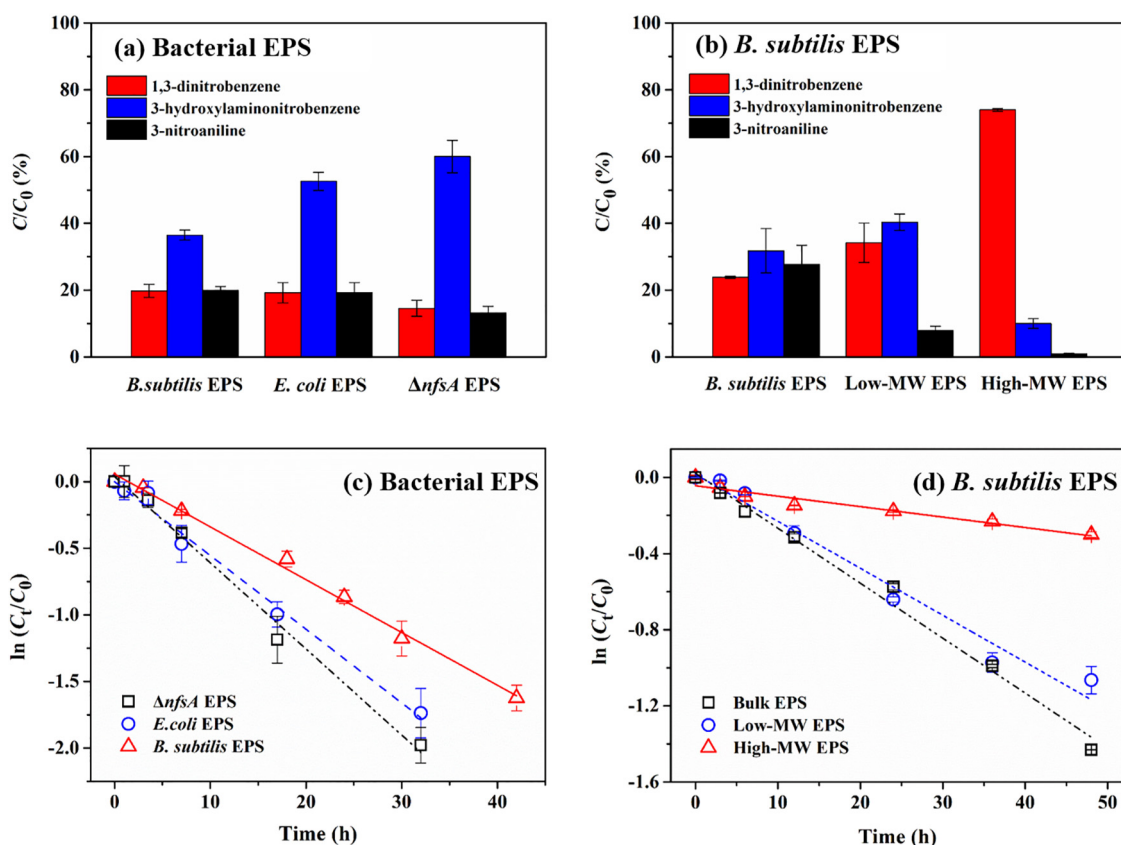 (a) Bacterial EPS
1,3-dinitrobenzene
3-hydroxylaminonitrobenzene
3-nitroaniline
C/C0 (%)
100
80
60
40
20
0
B.subtilis EPS E. coli EPS ΔnfsA EPS
(b) B. subtilis EPS
1,3-dinitrobenzene
3-hydroxylaminonitrobenzene
3-nitroaniline
C/C0 (%)
100
80
60
40
20
0
B. subtilis EPS Low-MW EPS High-MW EPS
(c) Bacterial EPS
ln (Ct/C0)
0.0
-0.5
-1.0
-1.5
-2.0
ΔnfsA EPS
E.coli EPS
B. subtilis EPS
0 10 20 30 40
Time (h)
(d) B. subtilis EPS
ln (Ct/C0)
0.0
-0.4
-0.8
-1.2
-1.6
Bulk EPS
Low-MW EPS
High-MW EPS
0 10 20 30 40 50
Time (h)